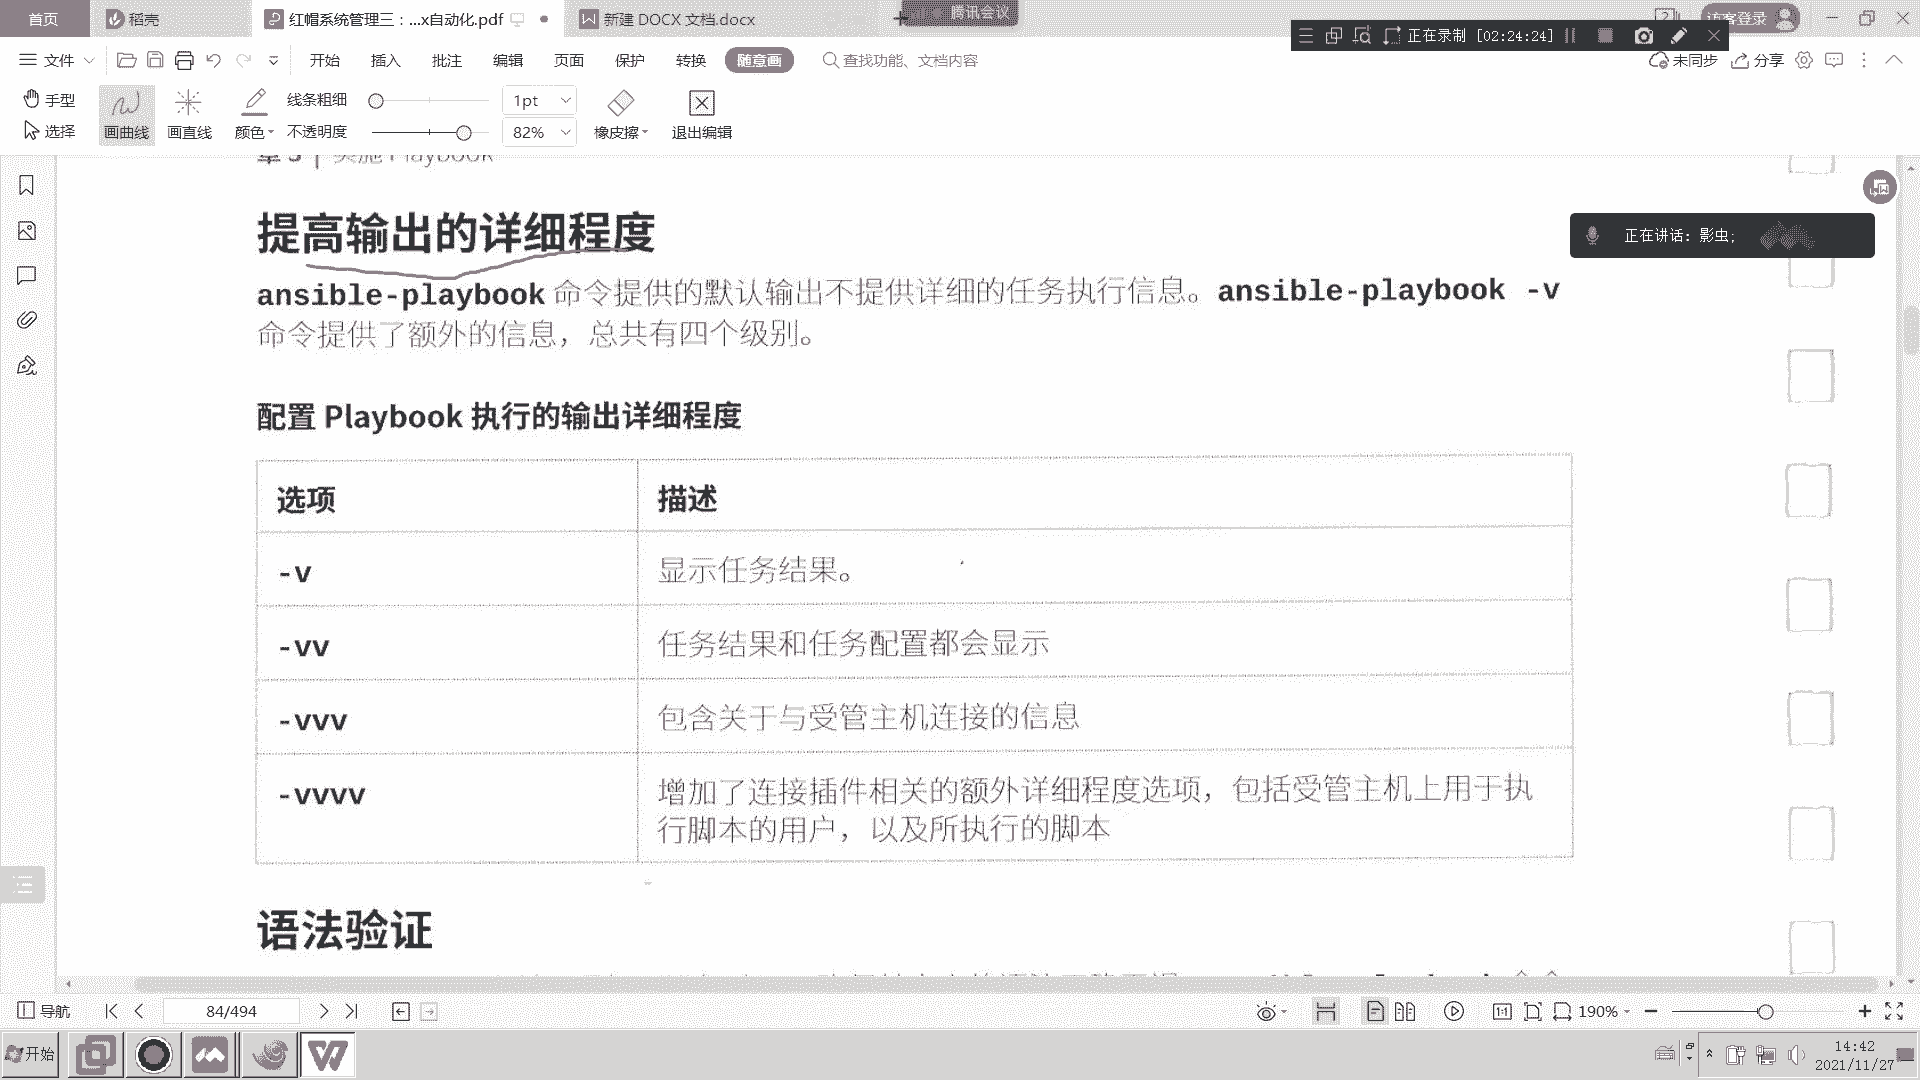 首页
稻壳
红帽系统管理三：...x自动化.pdf
新建 DOCX 文档.docx
腾讯会议
访客登录
正在录制 [02:24:24]
文件
开始
插入
批注
编辑
页面
保护
转换
随意画
查找功能、文档内容
未同步
分享
手型
选择
画曲线
画直线
颜色
线条粗细
1pt
不透明度
82%
橡皮擦
退出编辑
章 3 | 实施 Playbook
提高输出的详细程度
正在讲话：影虫;
ansible-playbook 命令提供的默认输出不提供详细的任务执行信息。ansible-playbook -v
命令提供了额外的信息，总共有四个级别。
配置 Playbook 执行的输出详细程度
选项 描述
-v 显示任务结果。
-vv 任务结果和任务配置都会显示
-vvv 包含关于与受管主机连接的信息
-vvvv 增加了连接插件相关的额外详细程度选项，包括受管主机上用于执
行脚本的用户，以及所执行的脚本
语法验证
导航
84/494
1:1
190%
开始
14:42
2021/11/27